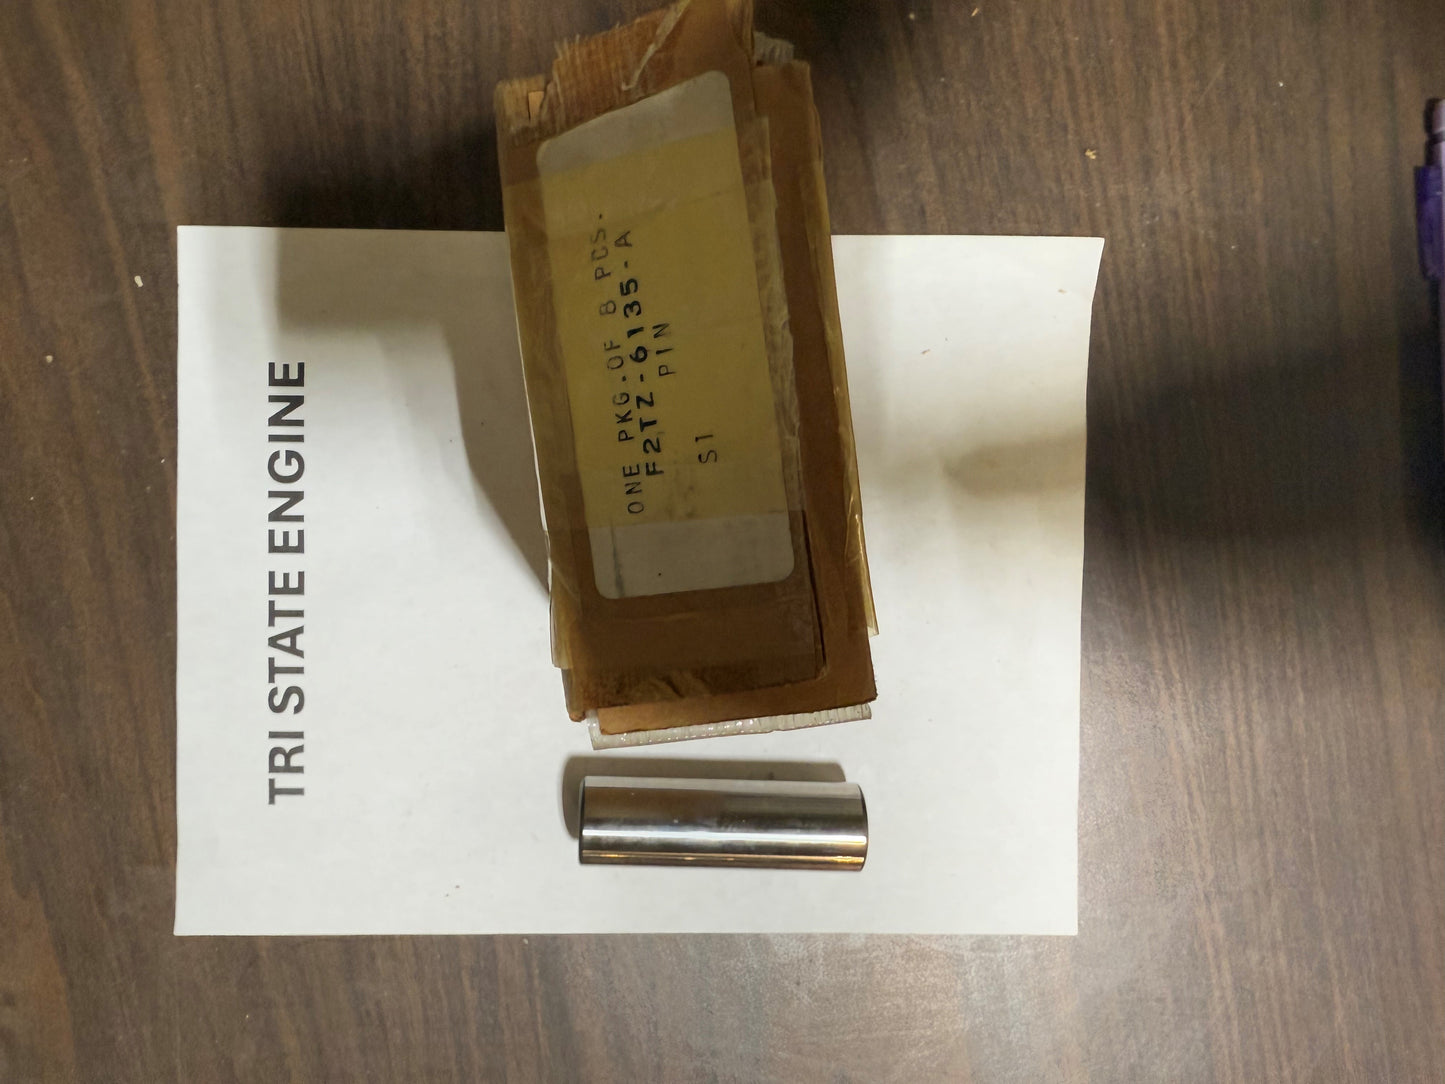 TRI STATE ENGINE
ONE PKG.OF 8 PCS.
F2TZ-6135-A
PIN
S1